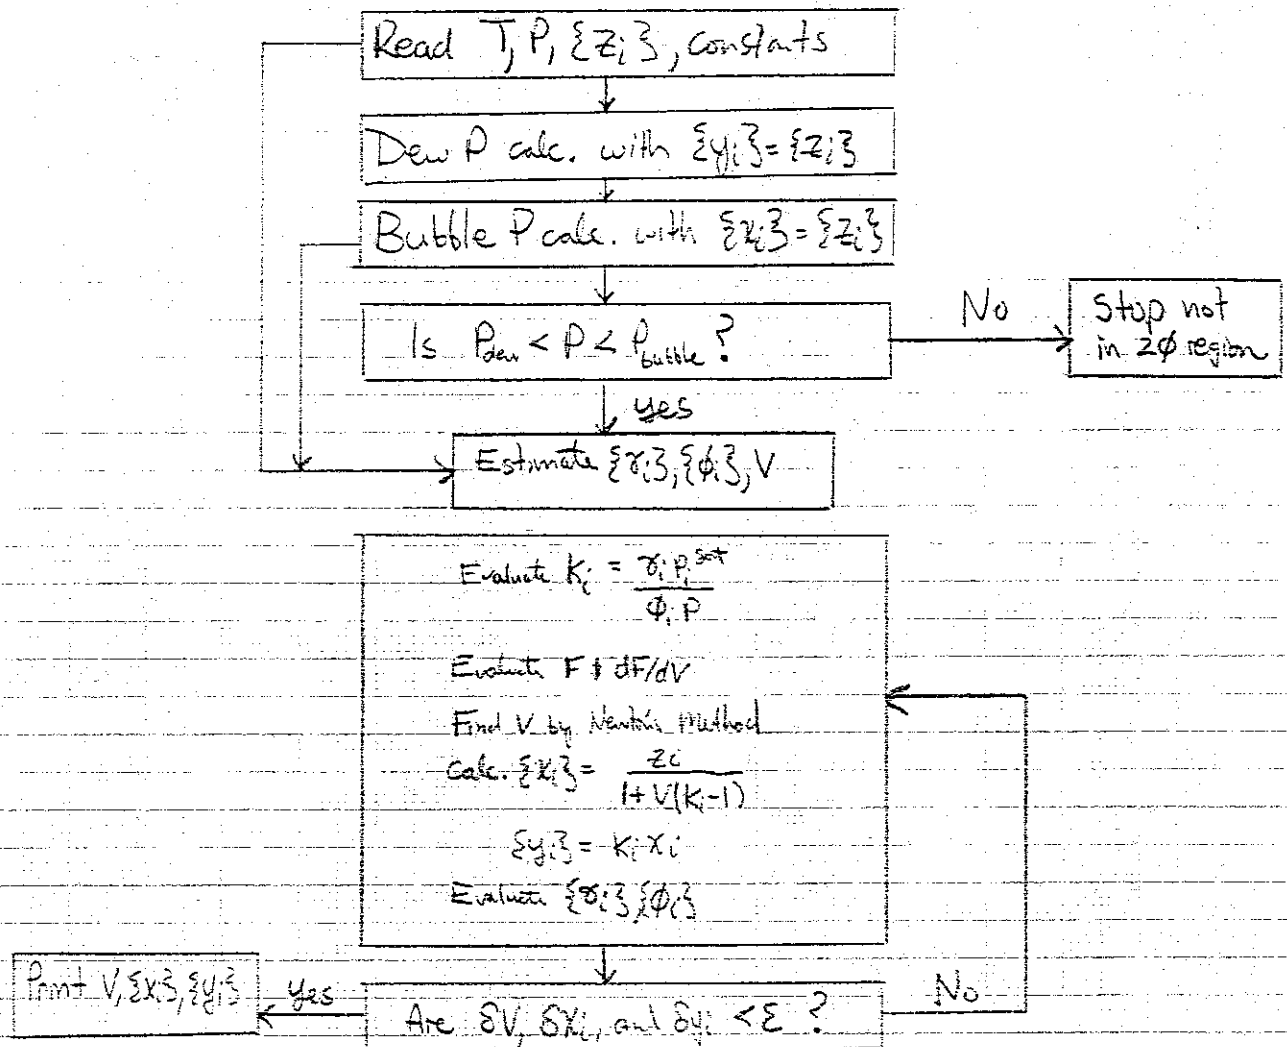 Read T, P, {zi}, constants
Dew P calc. with {yi}={zi}
Bubble P calc. with {xi}={zi}
Is Pdew < P < Pbubble ?
No
Stop not
in 2ϕ region
yes
Estimate {γi},{ϕi}, V
Evaluate Ki = γi Pi^sat / ϕi P
Evaluate F & dF/dV
Find V by Newton's Method
Calc. {xi} = zi / 1+V(Ki-1)
{yi} = Ki xi
Evaluate {γi},{ϕi}
Print V, {xi}, {yi}
yes
Are δV, δxi, and δyi < ε ?
No